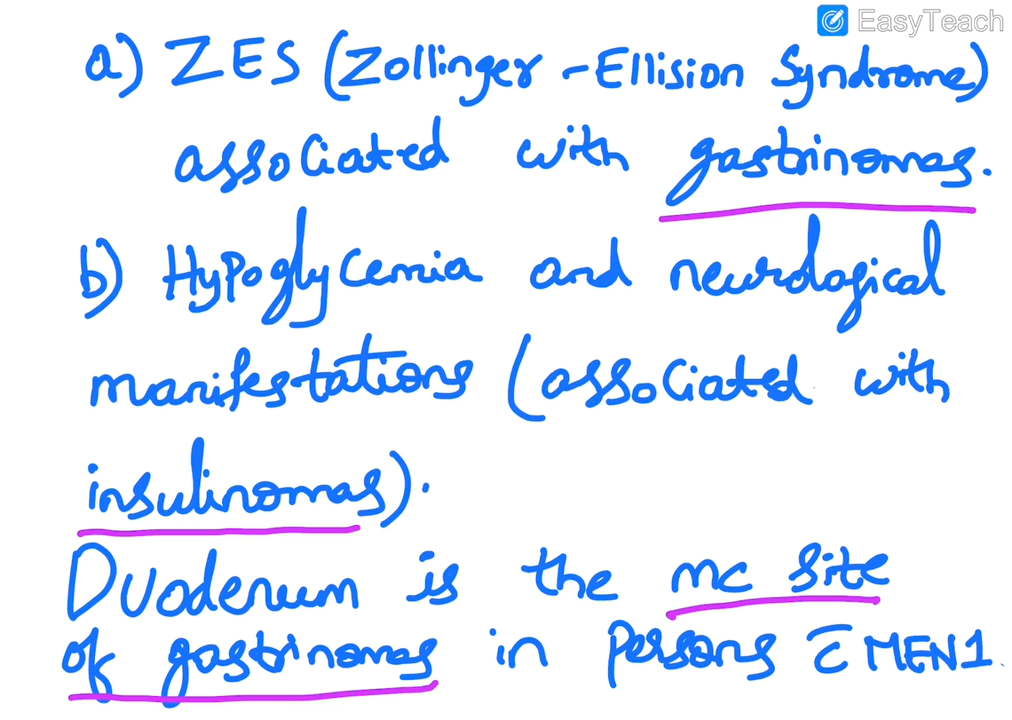 EasyTeach
a) ZES (Zollinger - Ellision Syndrome)
associated with gastrinomas.
b) Hypoglycemia and neurological
manifestations (associated with
insulinomas).
Duodenum is the mc site
of gastrinomas in persons c̅ MEN1.